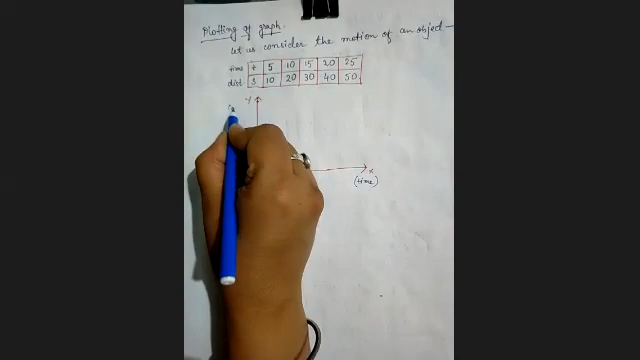 Plotting of graph.
Let us consider the motion of an object —
time t 5 10 15 20 25
dist S 10 20 30 40 50
y
x
(time)